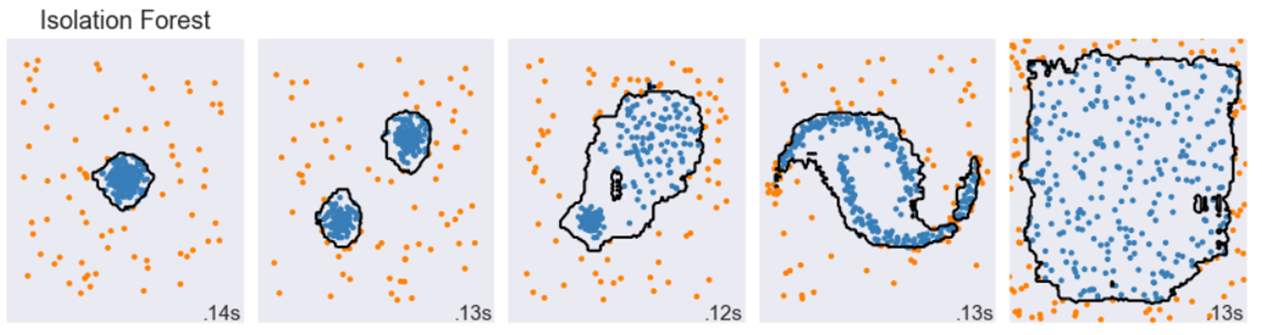 Isolation Forest
.14s
.13s
.12s
.13s
.13s